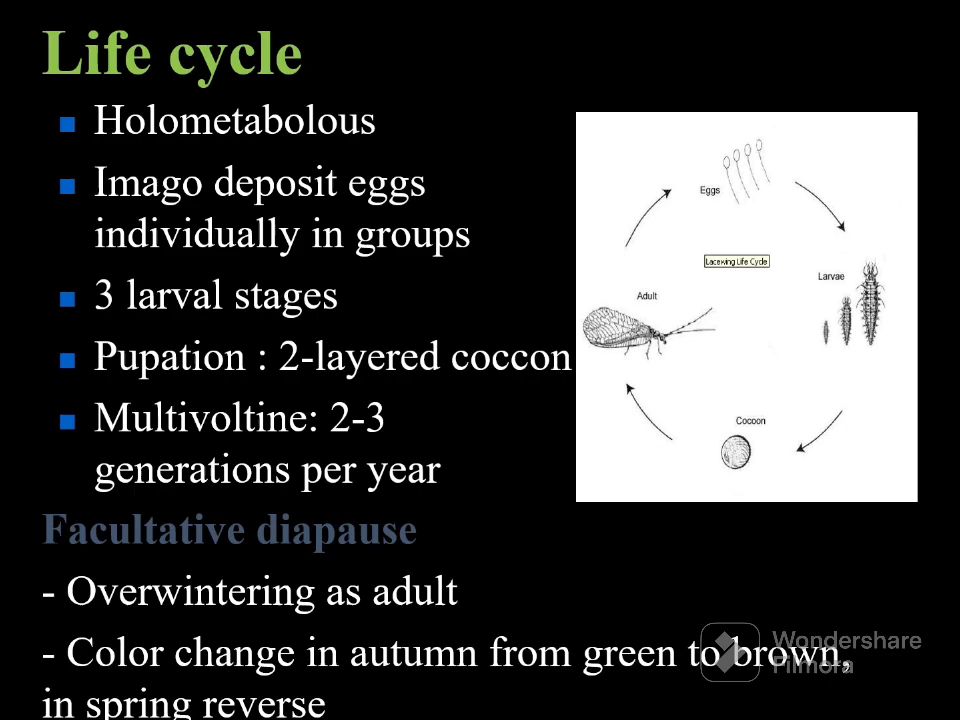 Life cycle
Holometabolous
Imago deposit eggs
individually in groups
3 larval stages
Pupation : 2-layered coccon
Multivoltine: 2-3
generations per year
Facultative diapause
- Overwintering as adult
- Color change in autumn from green to brown,
in spring reverse
Eggs
Lacewing Life Cycle
Larvae
Adult
Cocoon
Wondershare
Filmora